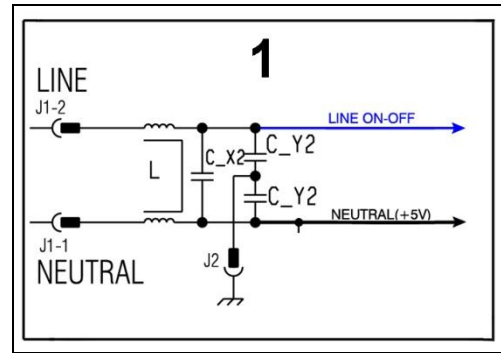 1
LINE
J1-2
LINE ON-OFF
C_Y2
C_X2
L
C_Y2
NEUTRAL(+5V)
J1-1
J2
NEUTRAL